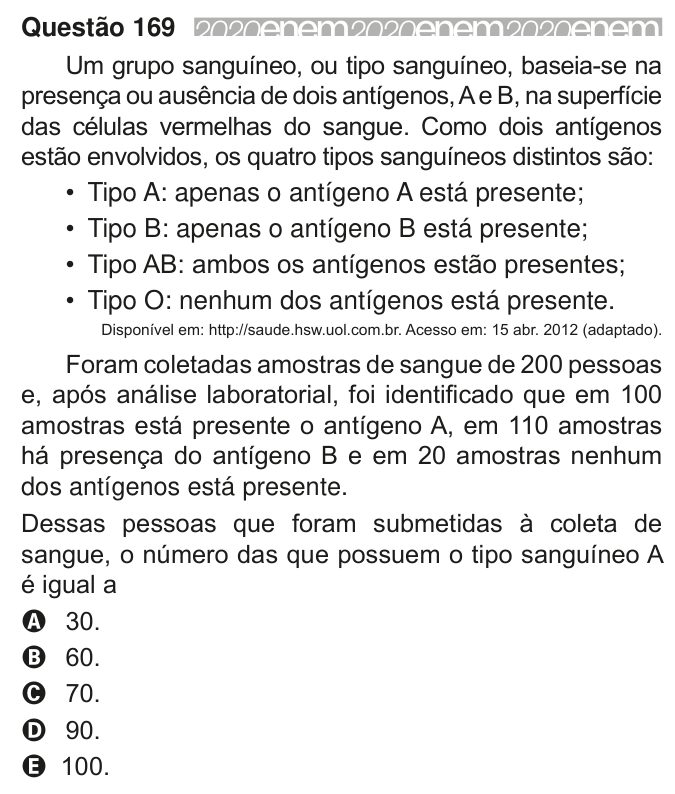 Questão 169 2020enem2020enem2020enem
Um grupo sanguíneo, ou tipo sanguíneo, baseia-se na
presença ou ausência de dois antígenos, A e B, na superfície
das células vermelhas do sangue. Como dois antígenos
estão envolvidos, os quatro tipos sanguíneos distintos são:
• Tipo A: apenas o antígeno A está presente;
• Tipo B: apenas o antígeno B está presente;
• Tipo AB: ambos os antígenos estão presentes;
• Tipo O: nenhum dos antígenos está presente.
Disponível em: http://saude.hsw.uol.com.br. Acesso em: 15 abr. 2012 (adaptado).
Foram coletadas amostras de sangue de 200 pessoas
e, após análise laboratorial, foi identificado que em 100
amostras está presente o antígeno A, em 110 amostras
há presença do antígeno B e em 20 amostras nenhum
dos antígenos está presente.
Dessas pessoas que foram submetidas à coleta de
sangue, o número das que possuem o tipo sanguíneo A
é igual a
A 30.
B 60.
C 70.
D 90.
E 100.